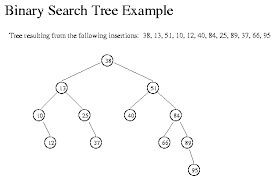 Binary Search Tree Example
Tree resulting from the following insertions: 38, 13, 51, 10, 12, 40, 84, 25, 89, 37, 66, 95
38
13 51
10 25 40 84
12 37 66 89
95